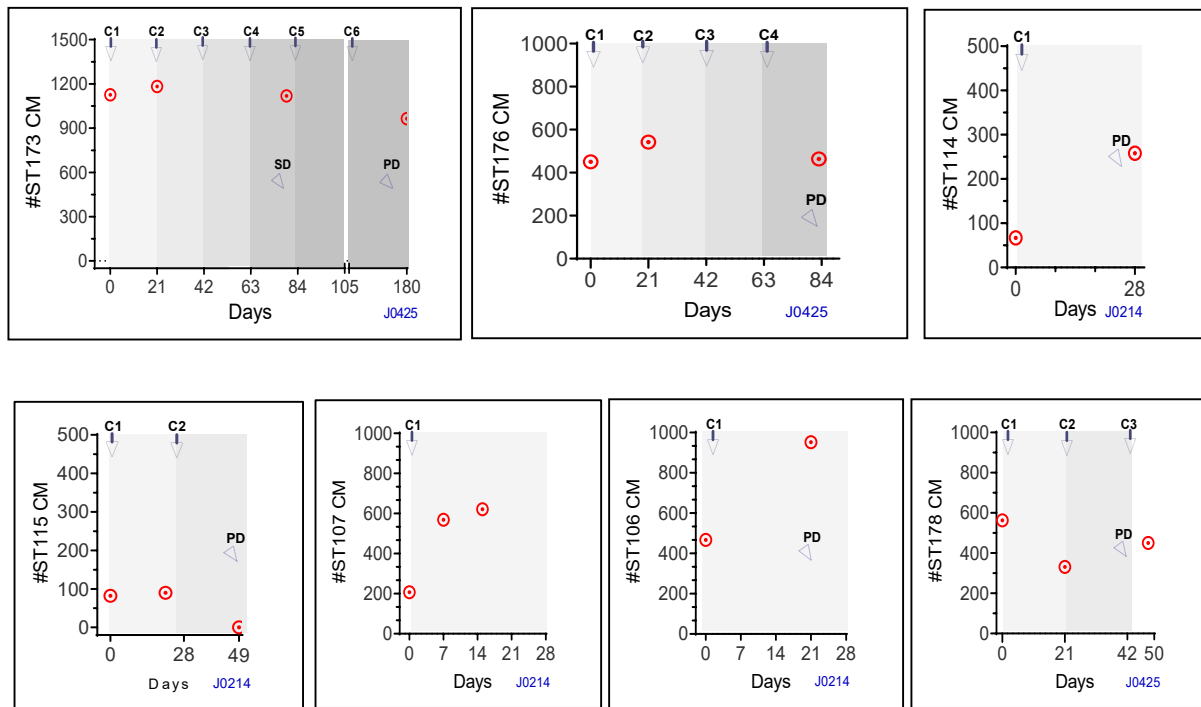 C1 C2 C3 C4 C5 C6
1500
1200
900
600
300
0
#ST173 CM
SD PD
0 21 42 63 84 105 180
Days
J0425
C1 C2 C3 C4
1000
800
600
400
200
0
#ST176 CM
PD
0 21 42 63 84
Days
J0425
C1
500
400
300
200
100
0
#ST114 CM
PD
0 28
Days J0214
C1 C2
500
400
300
200
100
0
#ST115 CM
PD
0 28 49
Days J0214
C1
1000
800
600
400
200
0
#ST107 CM
0 7 14 21 28
Days J0214
C1
1000
800
600
400
200
0
#ST106 CM
PD
0 7 14 21 28
Days J0214
C1 C2 C3
1000
800
600
400
200
0
#ST178 CM
PD
0 21 42 50
Days J0425